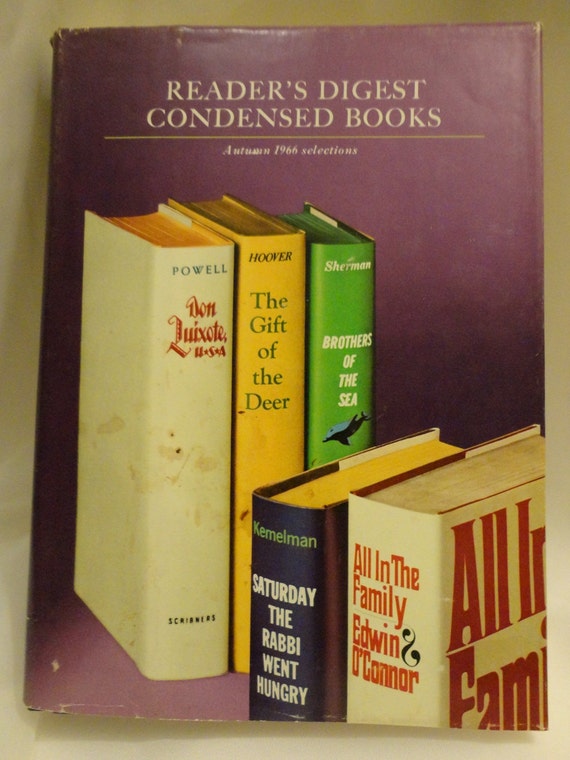 READER'S DIGEST
CONDENSED BOOKS
Autumn 1966 selections
POWELL
Don
Quixote,
U★S★A
SCRIBNERS
HOOVER
The
Gift
of
the
Deer
Sherman
BROTHERS
OF
THE
SEA
Kemelman
SATURDAY
THE
RABBI
WENT
HUNGRY
All In The
Family
Edwin
O'Connor
&
All In
Fami